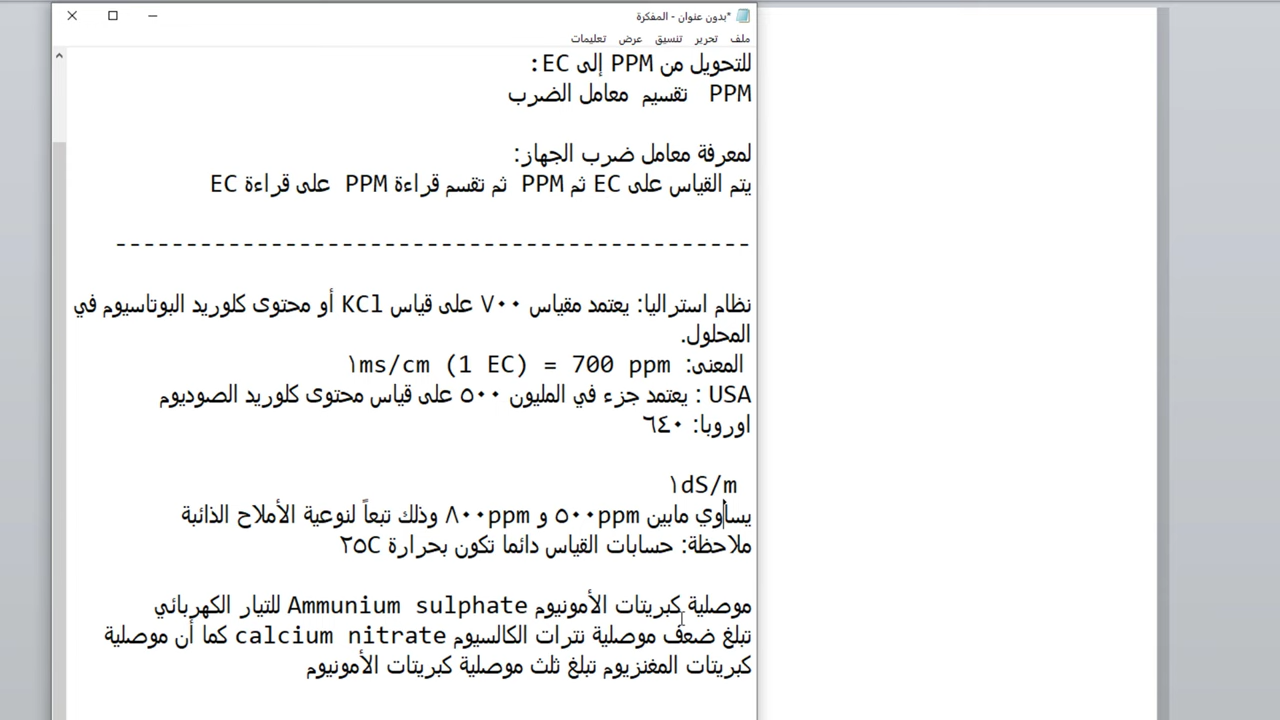 *بدون عنوان - المفكرة
ملف تحرير تنسيق عرض تعليمات
للتحويل من PPM إلى EC:
PPM تقسيم معامل الضرب
لمعرفة معامل ضرب الجهاز:
يتم القياس على EC ثم PPM ثم تقسم قراءة PPM على قراءة EC
---------------------------------------------
نظام استراليا: يعتمد مقياس ٧٠٠ على قياس KCl أو محتوى كلوريد البوتاسيوم في
المحلول.
المعنى: ١ms/cm (1 EC) = 700 ppm
USA : يعتمد جزء في المليون ٥٠٠ على قياس محتوى كلوريد الصوديوم
اوروبا: ٦٤٠
١dS/m
يساوي مابين ٥٠٠ppm و ٨٠٠ppm وذلك تبعاً لنوعية الأملاح الذائبة
ملاحظة: حسابات القياس دائما تكون بحرارة ٢٥C
موصلية كبريتات الأمونيوم Ammunium sulphate للتيار الكهربائي
تبلغ ضعف موصلية نترات الكالسيوم calcium nitrate كما أن موصلية
كبريتات المغنزيوم تبلغ ثلث موصلية كبريتات الأمونيوم